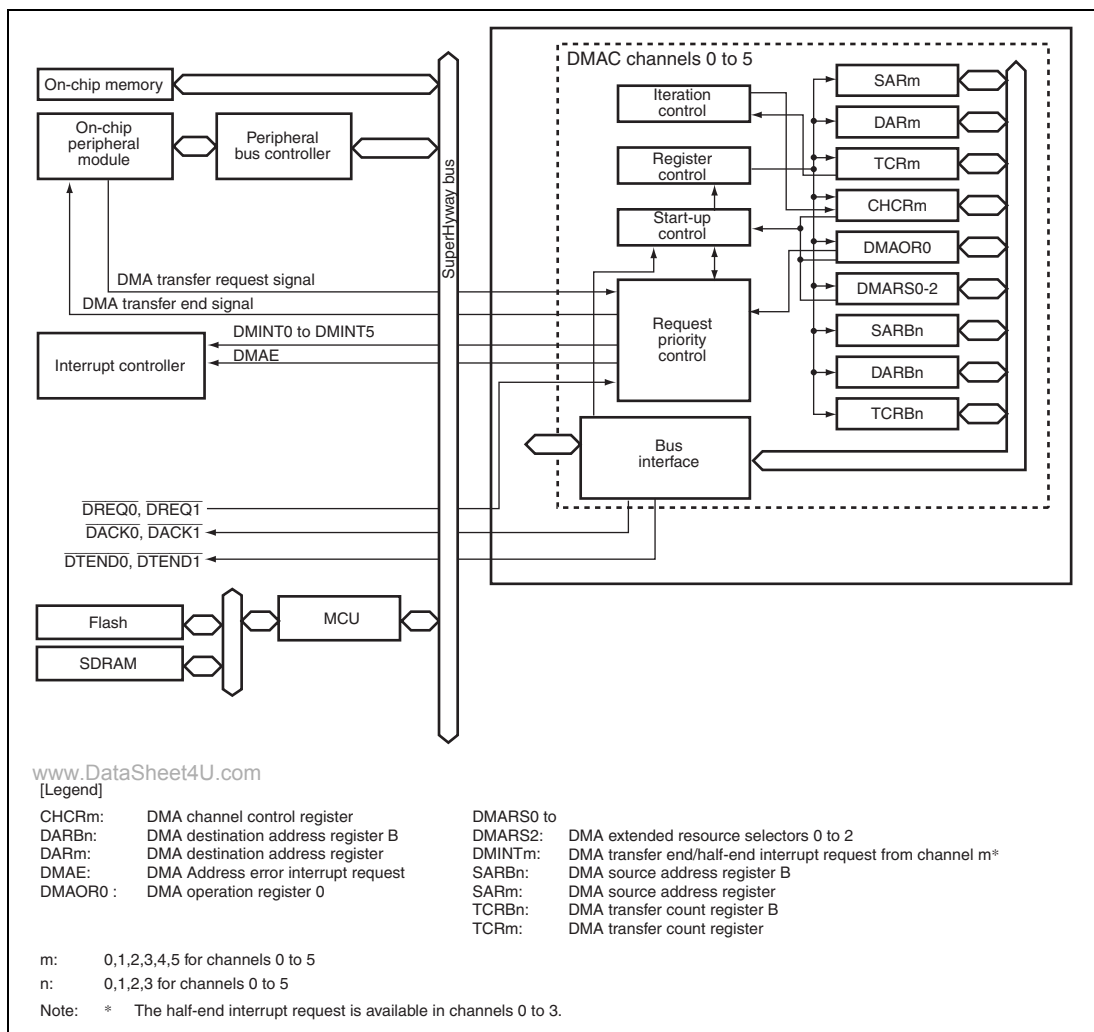 DMAC channels 0 to 5
On-chip memory
On-chip
peripheral
module
Peripheral
bus controller
SuperHyway bus
Iteration
control
Register
control
Start-up
control
Request
priority
control
Bus
interface
SARm
DARm
TCRm
CHCRm
DMAOR0
DMARS0-2
SARBn
DARBn
TCRBn
DMA transfer request signal
DMA transfer end signal
Interrupt controller
DMINT0 to DMINT5
DMAE
DREQ0, DREQ1
DACK0, DACK1
DTEND0, DTEND1
Flash
SDRAM
MCU
www.DataSheet4U.com
[Legend]
CHCRm: DMA channel control register
DARBn: DMA destination address register B
DARm: DMA destination address register
DMAE: DMA Address error interrupt request
DMAOR0 : DMA operation register 0
DMARS0 to
DMARS2: DMA extended resource selectors 0 to 2
DMINTm: DMA transfer end/half-end interrupt request from channel m*
SARBn: DMA source address register B
SARm: DMA source address register
TCRBn: DMA transfer count register B
TCRm: DMA transfer count register
m: 0,1,2,3,4,5 for channels 0 to 5
n: 0,1,2,3 for channels 0 to 5
Note: * The half-end interrupt request is available in channels 0 to 3.